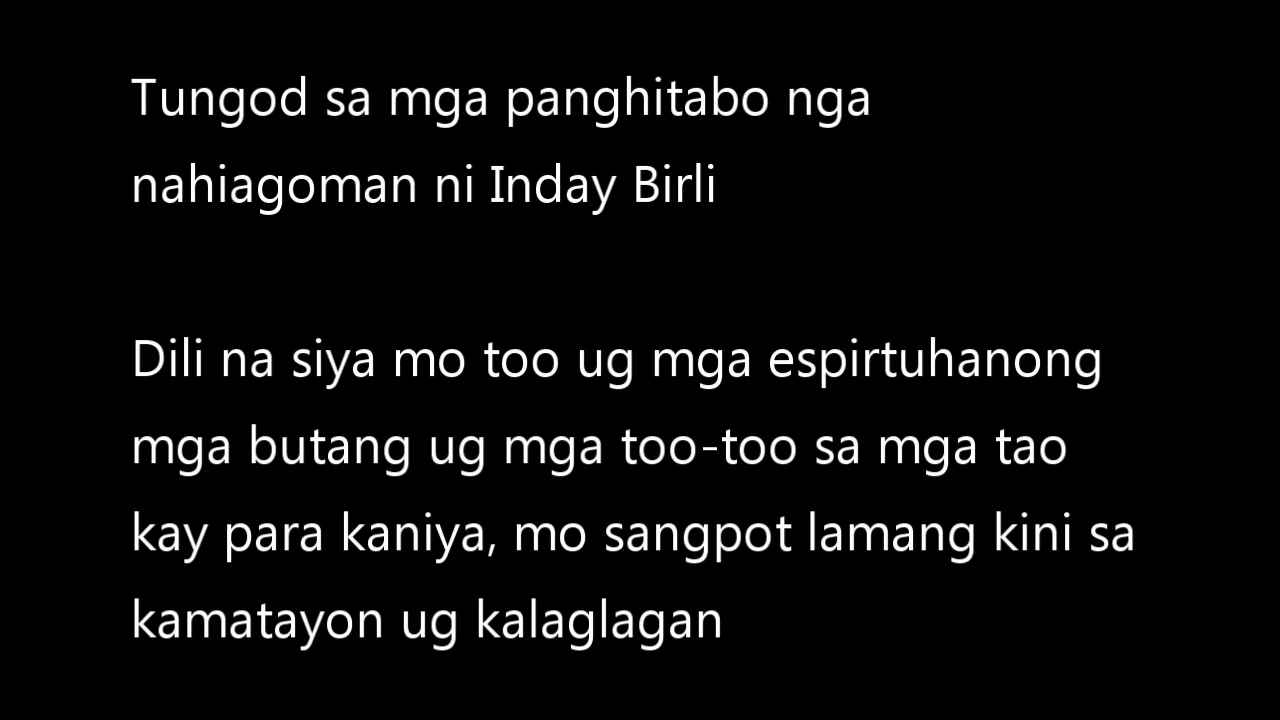 Tungod sa mga panghitabo nga
nahiagoman ni Inday Birli
Dili na siya mo too ug mga espirtuhanong
mga butang ug mga too-too sa mga tao
kay para kaniya, mo sangpot lamang kini sa
kamatayon ug kalaglagan